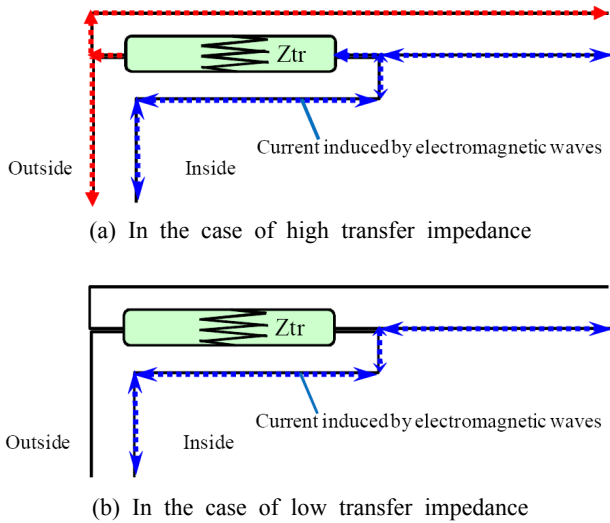 Ztr
Current induced by electromagnetic waves
Outside
Inside
(a) In the case of high transfer impedance
Ztr
Current induced by electromagnetic waves
Outside
Inside
(b) In the case of low transfer impedance